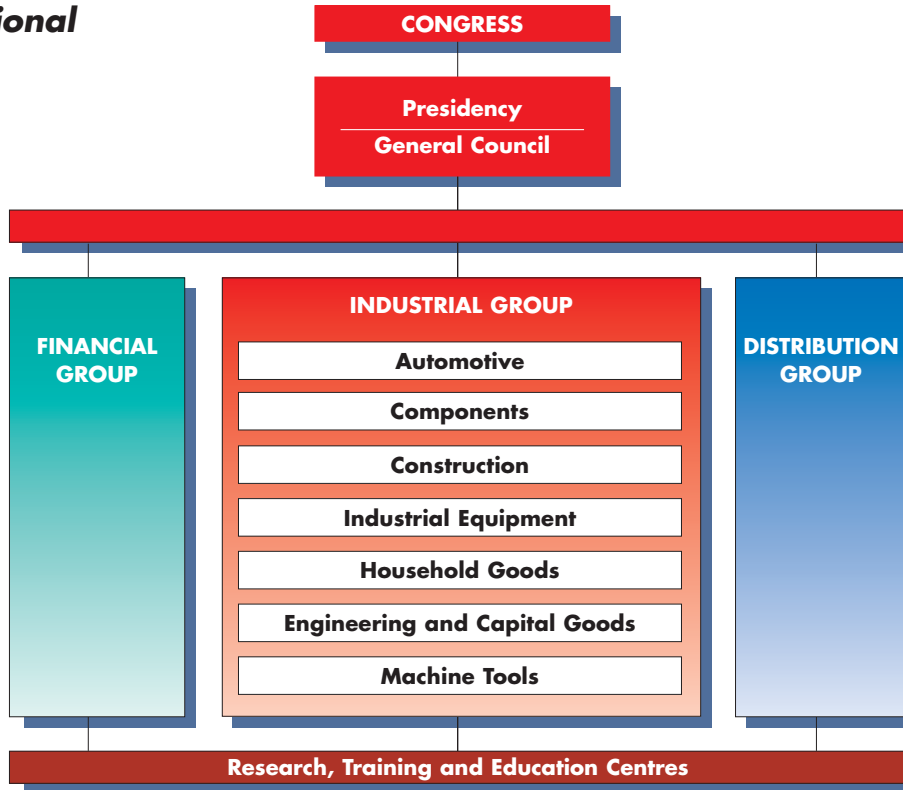 CONGRESS
Presidency
General Council
FINANCIAL
GROUP
INDUSTRIAL GROUP
Automotive
Components
Construction
Industrial Equipment
Household Goods
Engineering and Capital Goods
Machine Tools
DISTRIBUTION
GROUP
Research, Training and Education Centres